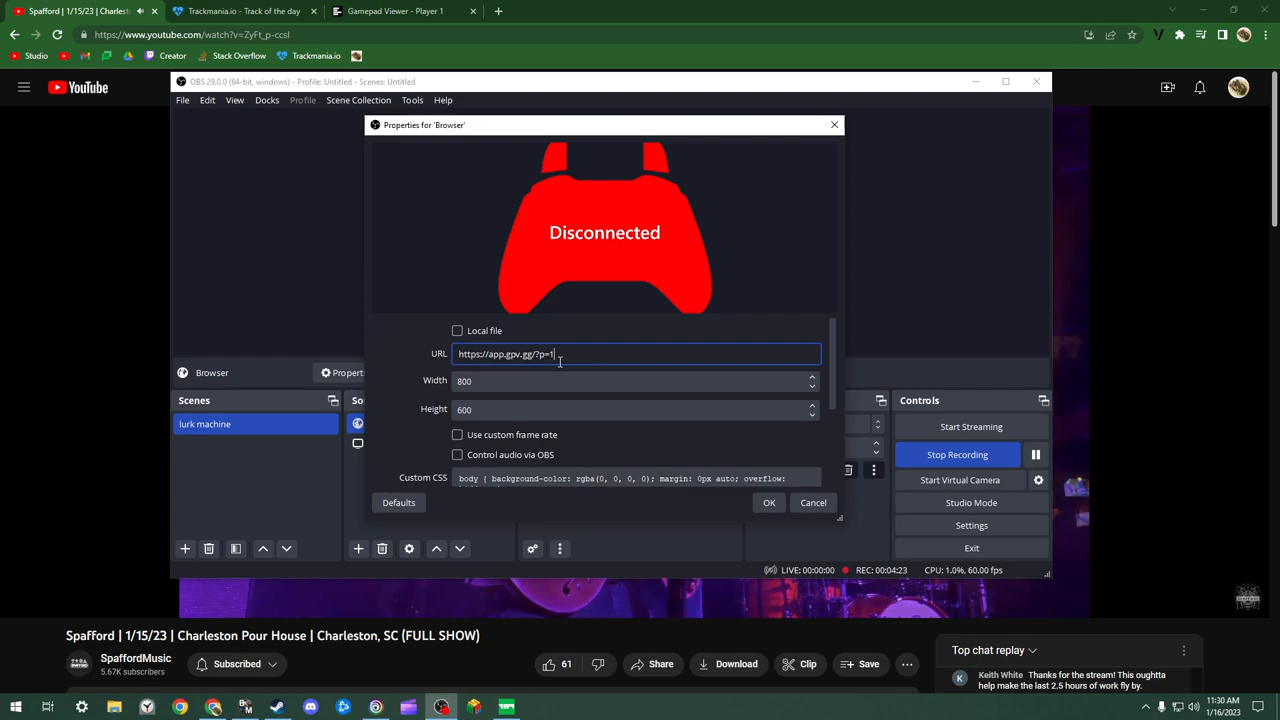 Spafford | 1/15/23 | Charlest
Trackmania.io - Track of the day
Gamepad Viewer - Player 1
https://www.youtube.com/watch?v=ZyFt_p-ccsI
Studio
Creator
Stack Overflow
Trackmania.io
YouTube
OBS 29.0.0 (64-bit, windows) - Profile: Untitled - Scenes: Untitled
File Edit View Docks Profile Scene Collection Tools Help
Properties for 'Browser'
Disconnected
Local file
URL https://app.gpv.gg/?p=1
Width 800
Height 600
Use custom frame rate
Control audio via OBS
Custom CSS body { background-color: rgba(0, 0, 0, 0); margin: 0px auto; overflow:
Defaults OK Cancel
Browser
Propert
Scenes
lurk machine
Sou
Controls
Start Streaming
Stop Recording
Start Virtual Camera
Studio Mode
Settings
Exit
LIVE: 00:00:00 REC: 00:04:23 CPU: 1.0%, 60.00 fps
Spafford | 1/15/23 | Charleston Pour House | Charleston, SC (FULL SHOW)
SpaffordMusic
5.67K subscribers
Subscribed
61
Share
Download
Clip
Save
Top chat replay
Keith White Thanks for the stream! This oughtta
help make the last 2.5 hours of work fly by.
11:30 AM
1/16/2023